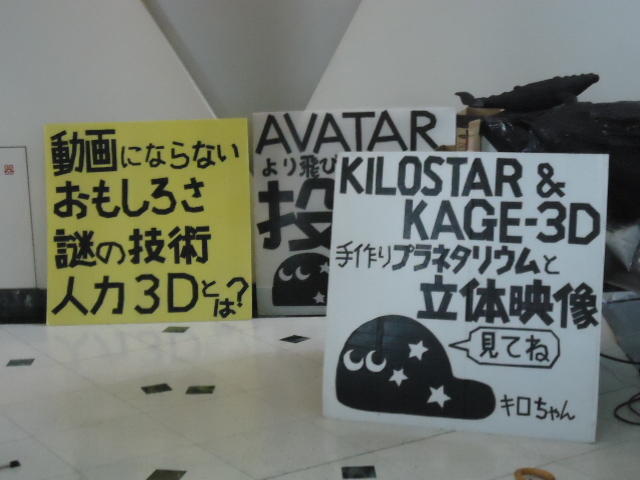 動画にならない
おもしろさ
謎の技術
人力3Dとは?
AVATAR
より飛び
投
KILOSTAR &
KAGE-3D
手作りプラネタリウムと
立体映像
見てね
キロちゃん